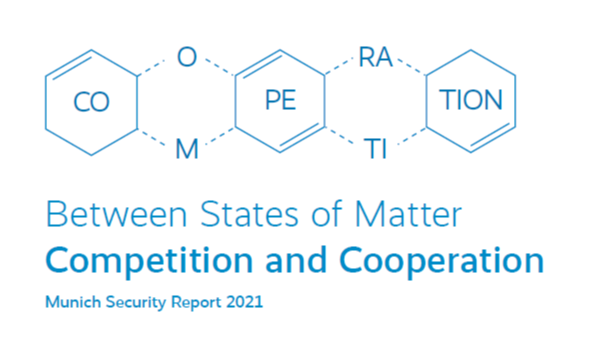 O RA
CO PE TION
M TI
Between States of Matter
Competition and Cooperation
Munich Security Report 2021